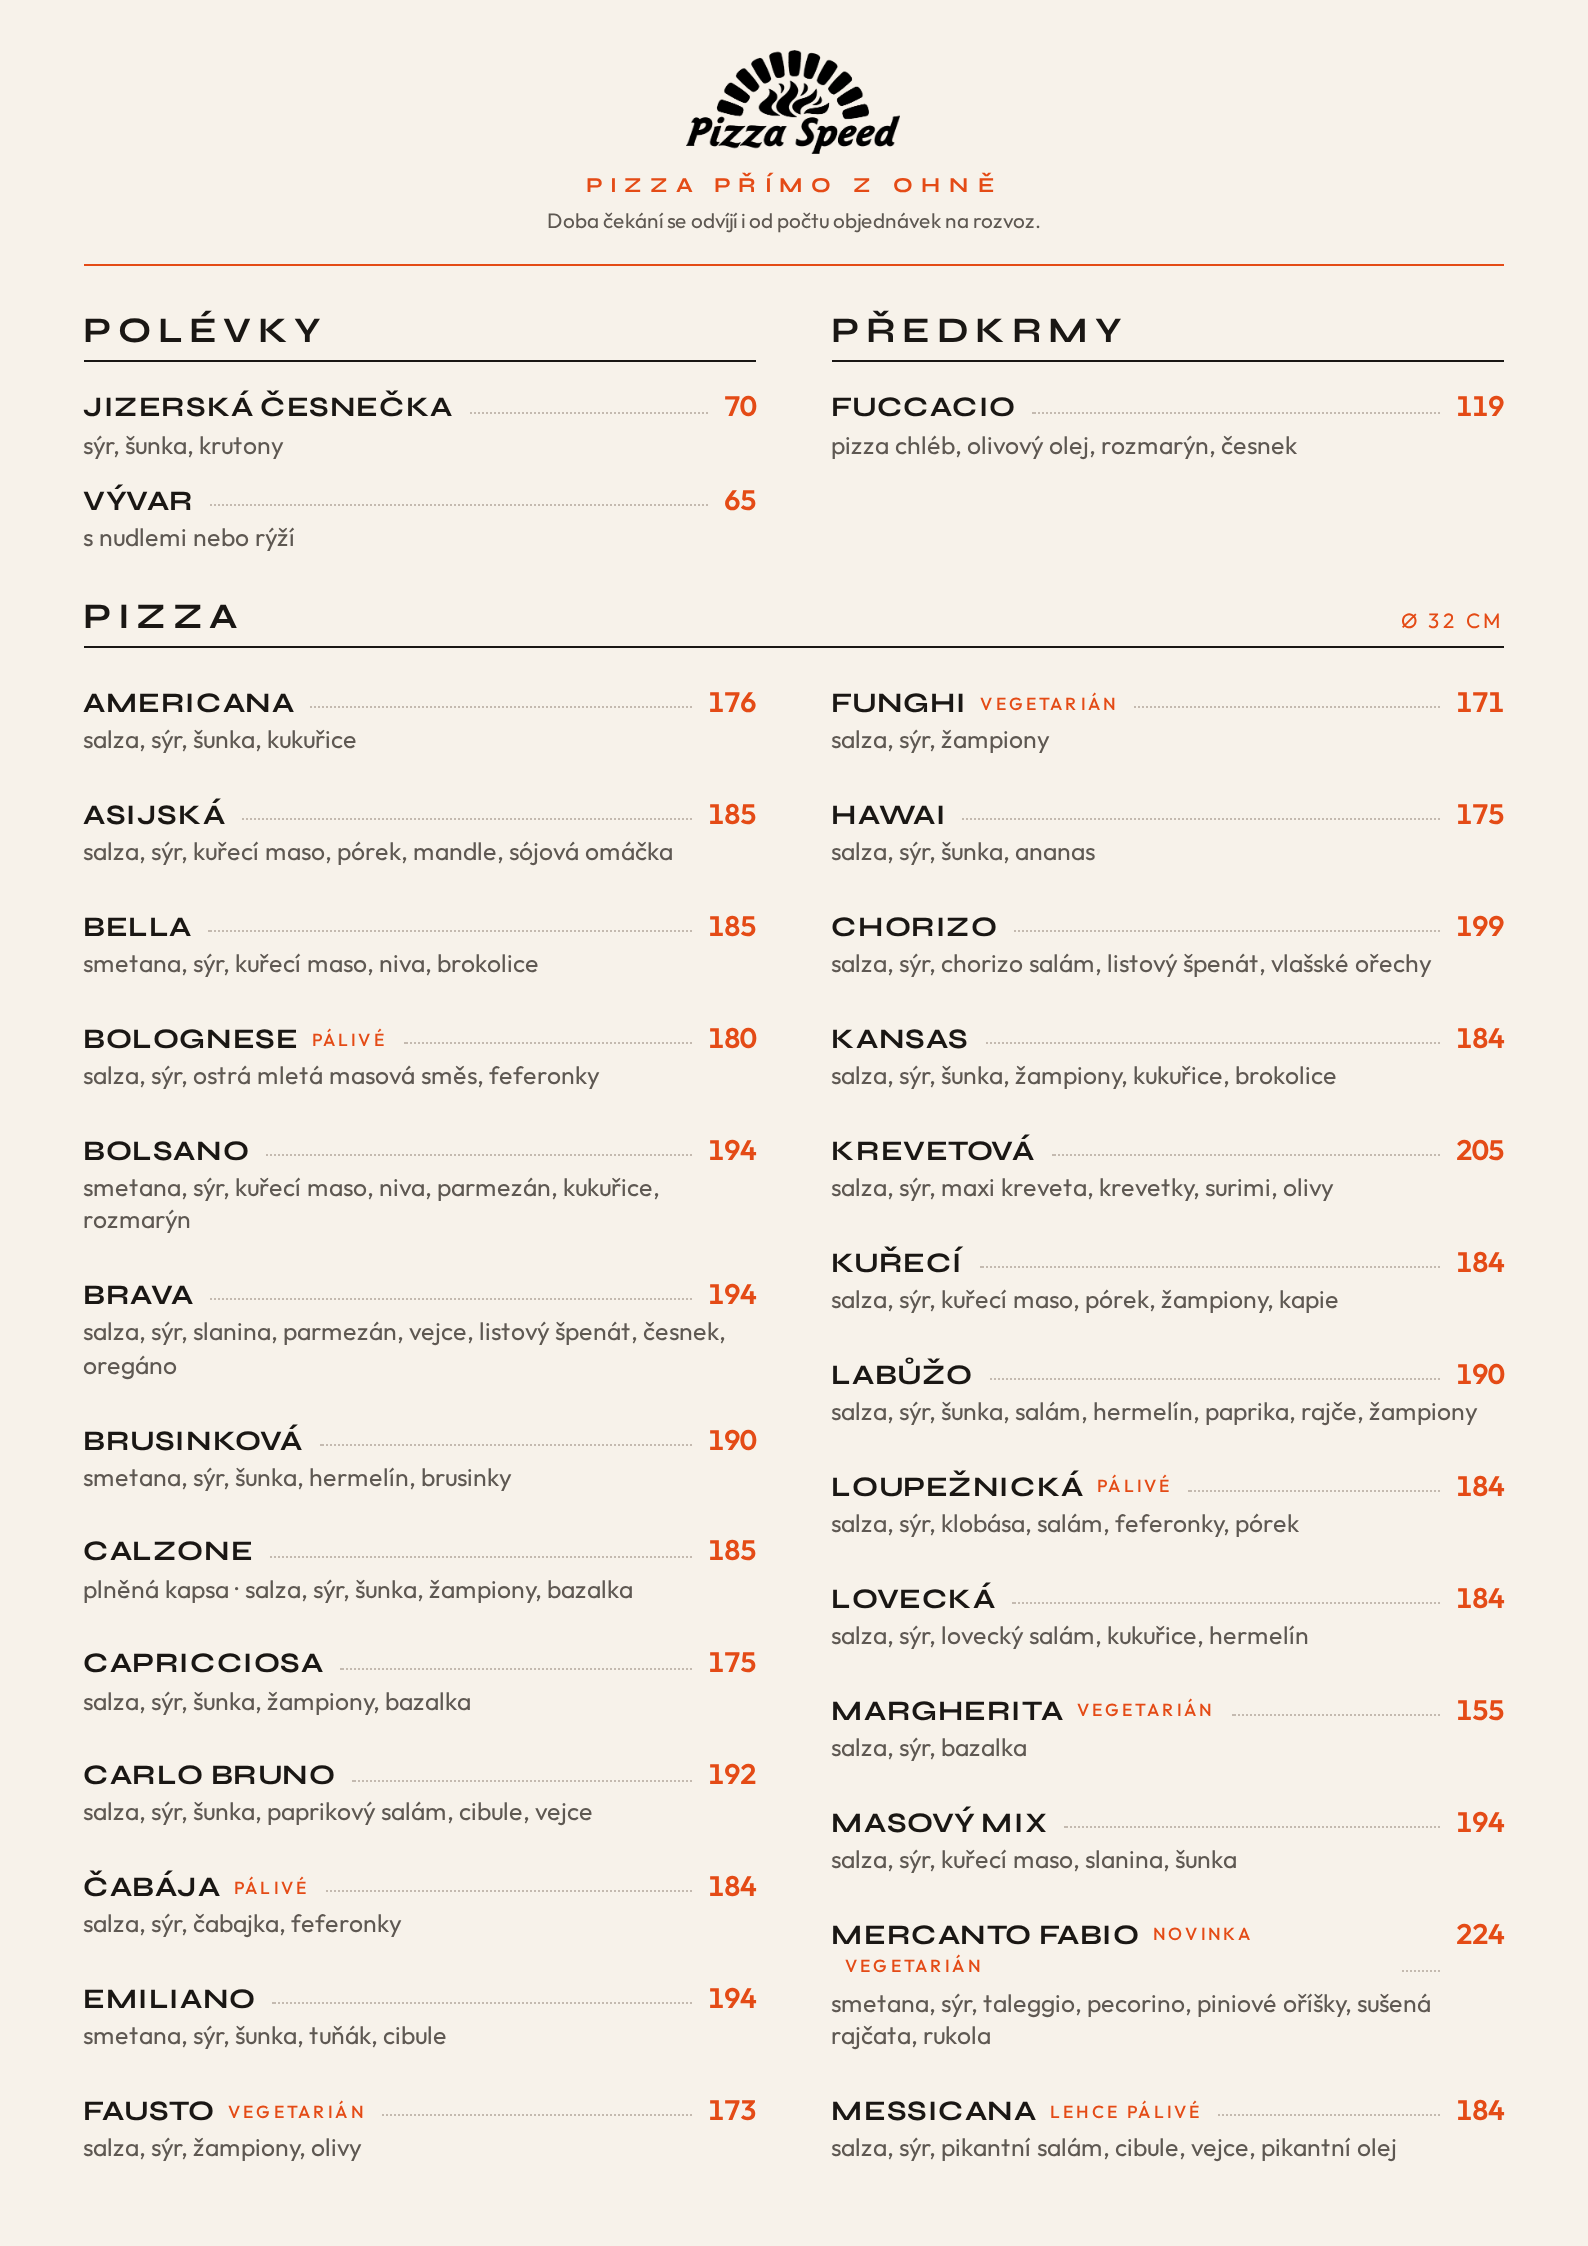 Pizza Speed
PIZZA PŘÍMO Z OHNĚ
Doba čekání se odvíjí i od počtu objednávek na rozvoz.
POLÉVKY
JIZERSKÁ ČESNEČKA 70
sýr, šunka, krutony
VÝVAR 65
s nudlemi nebo rýží
PŘEDKRMY
FUCCACIO 119
pizza chléb, olivový olej, rozmarýn, česnek
PIZZA Ø 32 CM
AMERICANA 176
salza, sýr, šunka, kukuřice
ASIJSKÁ 185
salza, sýr, kuřecí maso, pórek, mandle, sójová omáčka
BELLA 185
smetana, sýr, kuřecí maso, niva, brokolice
BOLOGNESE PÁLIVÉ 180
salza, sýr, ostrá mletá masová směs, feferonky
BOLSANO 194
smetana, sýr, kuřecí maso, niva, parmezán, kukuřice,
rozmarýn
BRAVA 194
salza, sýr, slanina, parmezán, vejce, listový špenát, česnek,
oregáno
BRUSINKOVÁ 190
smetana, sýr, šunka, hermelín, brusinky
CALZONE 185
plněná kapsa · salza, sýr, šunka, žampiony, bazalka
CAPRICCIOSA 175
salza, sýr, šunka, žampiony, bazalka
CARLO BRUNO 192
salza, sýr, šunka, paprikový salám, cibule, vejce
ČABÁJA PÁLIVÉ 184
salza, sýr, čabajka, feferonky
EMILIANO 194
smetana, sýr, šunka, tuňák, cibule
FAUSTO VEGETARIÁN 173
salza, sýr, žampiony, olivy
FUNGHI VEGETARIÁN 171
salza, sýr, žampiony
HAWAI 175
salza, sýr, šunka, ananas
CHORIZO 199
salza, sýr, chorizo salám, listový špenát, vlašské ořechy
KANSAS 184
salza, sýr, šunka, žampiony, kukuřice, brokolice
KREVETOVÁ 205
salza, sýr, maxi kreveta, krevetky, surimi, olivy
KUŘECÍ 184
salza, sýr, kuřecí maso, pórek, žampiony, kapie
LABŮŽO 190
salza, sýr, šunka, salám, hermelín, paprika, rajče, žampiony
LOUPEŽNICKÁ PÁLIVÉ 184
salza, sýr, klobása, salám, feferonky, pórek
LOVECKÁ 184
salza, sýr, lovecký salám, kukuřice, hermelín
MARGHERITA VEGETARIÁN 155
salza, sýr, bazalka
MASOVÝ MIX 194
salza, sýr, kuřecí maso, slanina, šunka
MERCANTO FABIO NOVINKA 224
VEGETARIÁN
smetana, sýr, taleggio, pecorino, piniové oříšky, sušená
rajčata, rukola
MESSICANA LEHCE PÁLIVÉ 184
salza, sýr, pikantní salám, cibule, vejce, pikantní olej